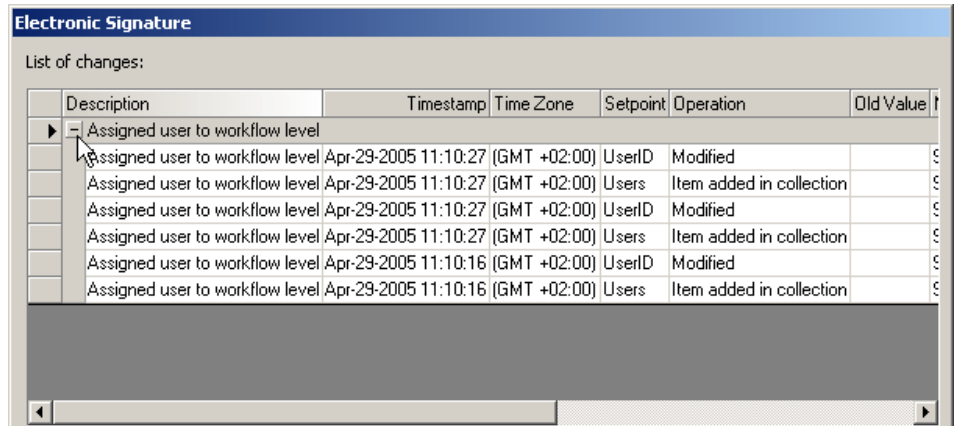 Electronic Signature
List of changes:
Description Timestamp Time Zone Setpoint Operation Old Value
Assigned user to workflow level
Assigned user to workflow level Apr-29-2005 11:10:27 (GMT +02:00) UserID Modified
Assigned user to workflow level Apr-29-2005 11:10:27 (GMT +02:00) Users Item added in collection
Assigned user to workflow level Apr-29-2005 11:10:27 (GMT +02:00) UserID Modified
Assigned user to workflow level Apr-29-2005 11:10:27 (GMT +02:00) Users Item added in collection
Assigned user to workflow level Apr-29-2005 11:10:16 (GMT +02:00) UserID Modified
Assigned user to workflow level Apr-29-2005 11:10:16 (GMT +02:00) Users Item added in collection